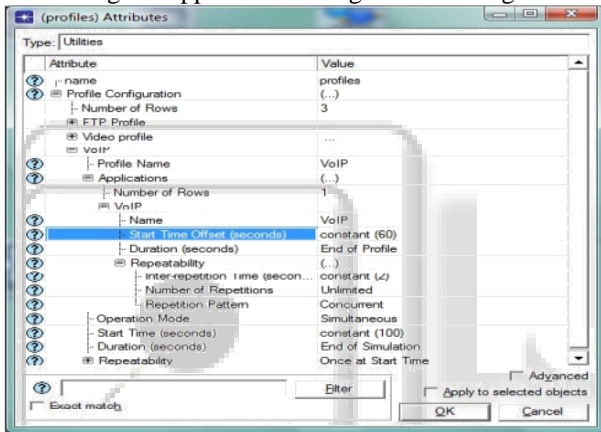 (profiles) Attributes
Type: Utilities
Attribute Value
name profiles
Profile Configuration (...)
Number of Rows 3
FTP Profile ...
Video profile ...
VoIP
Profile Name VoIP
Applications (...)
Number of Rows 1
VoIP
Name VoIP
Start Time Offset (seconds) constant (60)
Duration (seconds) End of Profile
Repeatability (...)
Inter-repetition Time (secon... constant (2)
Number of Repetitions Unlimited
Repetition Pattern Concurrent
Operation Mode Simultaneous
Start Time (seconds) constant (100)
Duration (seconds) End of Simulation
Repeatability Once at Start Time
Advanced
Filter Apply to selected objects
Exact match OK Cancel